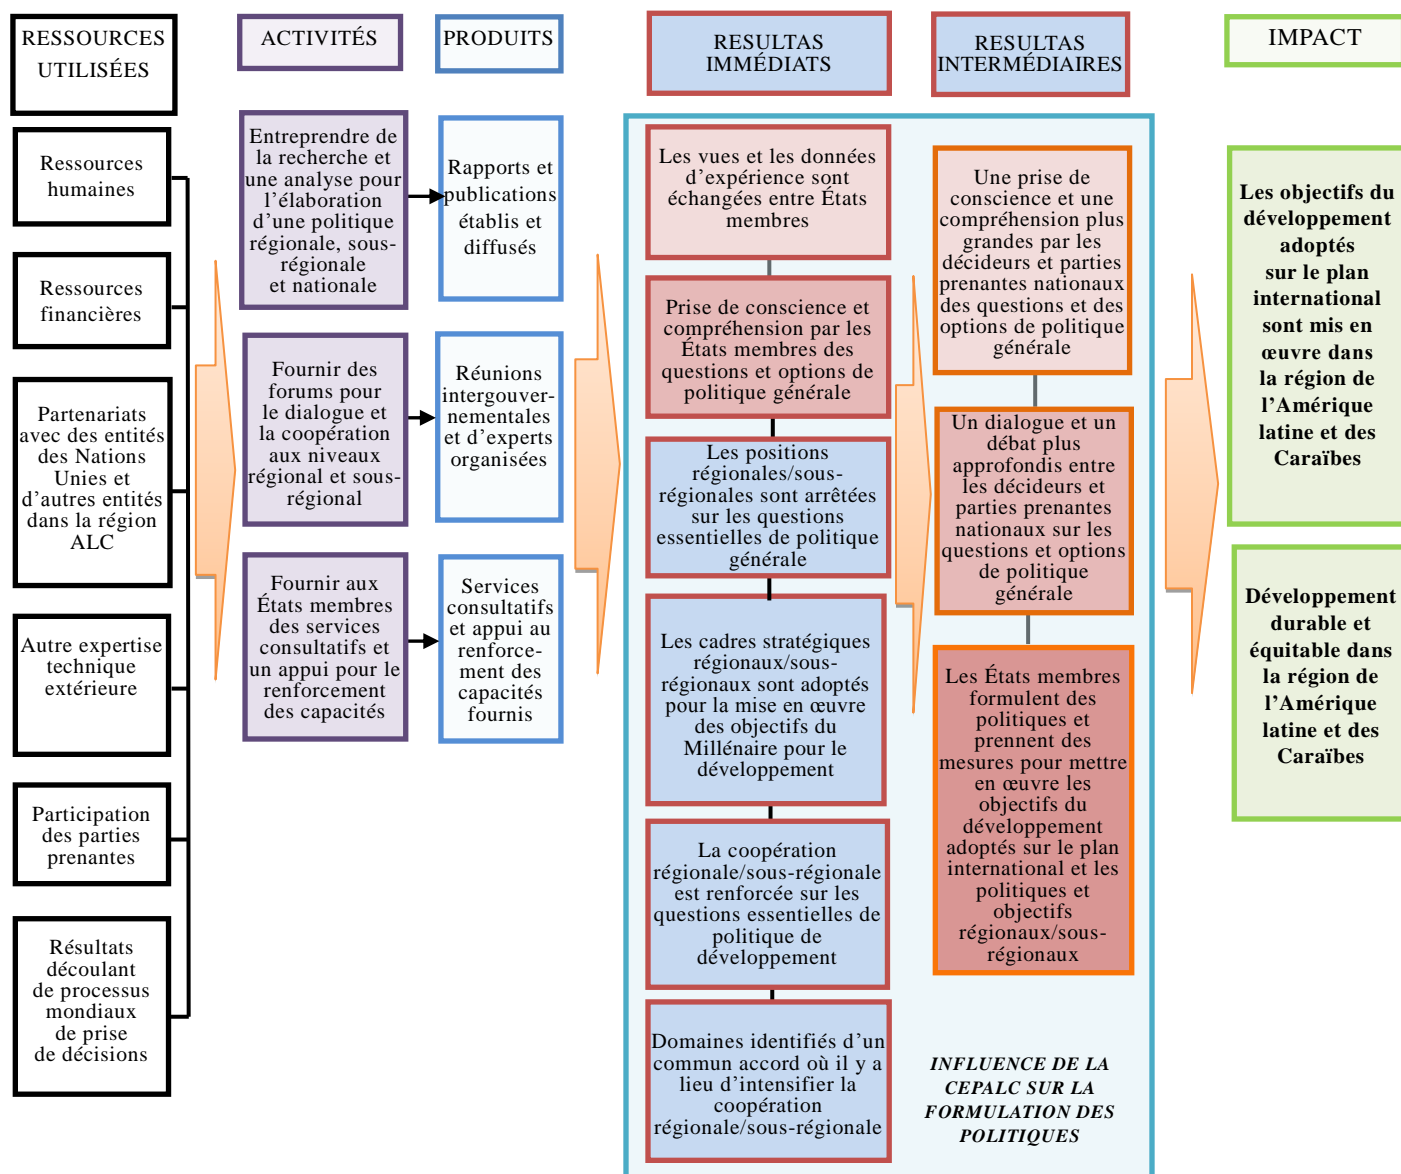 RESSOURCES
UTILISÉES
ACTIVITÉS
PRODUITS
RESULTAS
IMMÉDIATS
RESULTAS
INTERMÉDIAIRES
IMPACT
Ressources
humaines
Ressources
financières
Partenariats
avec des entités
des Nations
Unies et
d'autres entités
dans la région
ALC
Autre expertise
technique
extérieure
Participation
des parties
prenantes
Résultats
découlant
de processus
mondiaux
de prise
de décisions
Entreprendre de
la recherche et
une analyse pour
l'élaboration
d'une politique
régionale, sous-
régionale
et nationale
Fournir des
forums pour
le dialogue et
la coopération
aux niveaux
régional et sous-
régional
Fournir aux
États membres
des services
consultatifs et
un appui pour le
renforcement
des capacités
Rapports et
publications
établis et
diffusés
Réunions
intergouver-
nementales
et d'experts
organisées
Services
consultatifs
et appui au
renforce-
ment des
capacités
fournis
Les vues et les données
d'expérience sont
échangées entre États
membres
Prise de conscience et
compréhension par les
États membres des
questions et options de
politique générale
Les positions
régionales/sous-
régionales sont arrêtées
sur les questions
essentielles de politique
générale
Les cadres stratégiques
régionaux/sous-
régionaux sont adoptés
pour la mise en œuvre
des objectifs du
Millénaire pour le
développement
La coopération
régionale/sous-régionale
est renforcée sur les
questions essentielles de
politique de
développement
Domaines identifiés d'un
commun accord où il y a
lieu d'intensifier la
coopération
régionale/sous-régionale
Une prise de
conscience et une
compréhension plus
grandes par les
décideurs et parties
prenantes nationaux
des questions et des
options de politique
générale
Un dialogue et un
débat plus
approfondis entre
les décideurs et
parties prenantes
nationaux sur les
questions et options
de politique
générale
Les États membres
formulent des
politiques et
prennent des
mesures pour mettre
en œuvre les
objectifs du
développement
adoptés sur le plan
international et les
politiques et
objectifs
régionaux/sous-
régionaux
INFLUENCE DE LA
CEPALC SUR LA
FORMULATION DES
POLITIQUES
Les objectifs du
développement
adoptés
sur le plan
international
sont mis en
œuvre dans
la région de
l'Amérique
latine et des
Caraïbes
Développement
durable et
équitable dans
la région de
l'Amérique
latine et des
Caraïbes